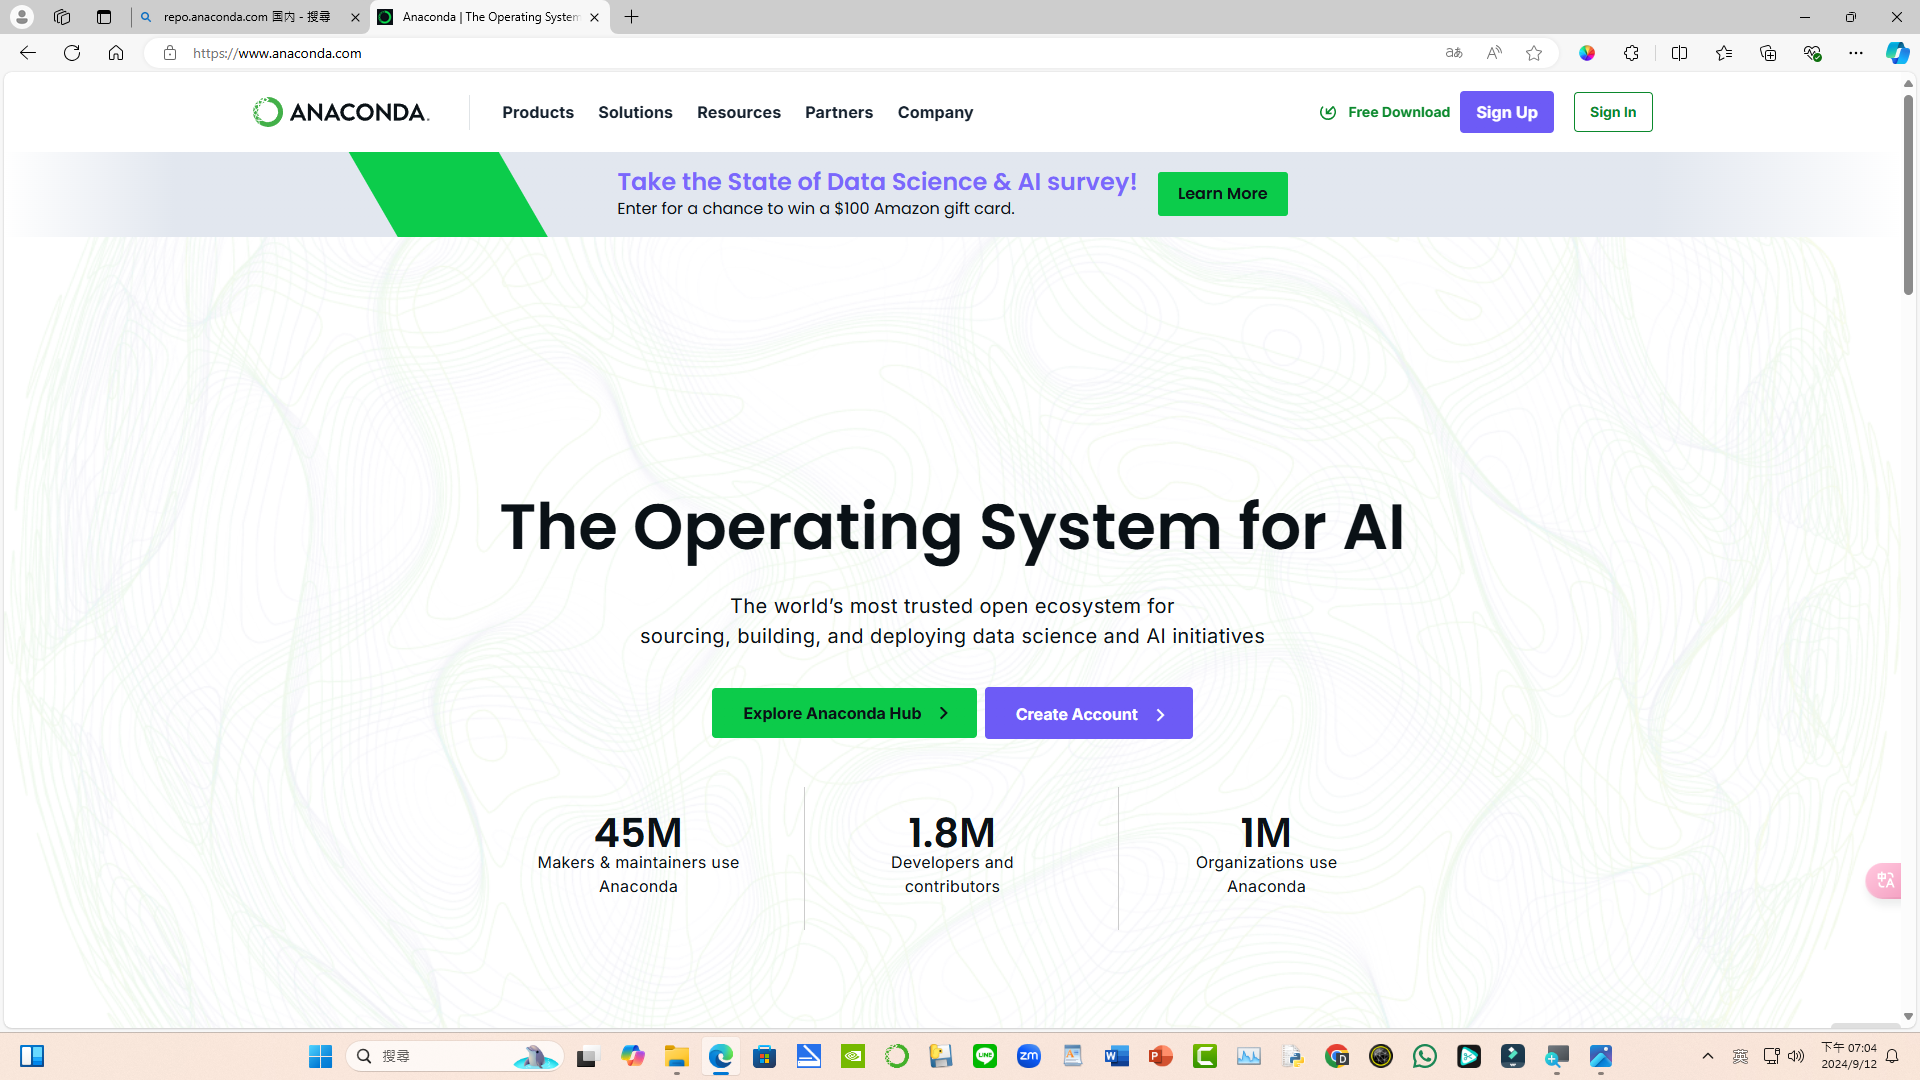 repo.anaconda.com 国内 - 搜尋
Anaconda | The Operating System
https://www.anaconda.com
ANACONDA.
Products
Solutions
Resources
Partners
Company
Free Download
Sign Up
Sign In
Take the State of Data Science & AI survey!
Enter for a chance to win a $100 Amazon gift card.
Learn More
The Operating System for AI
The world’s most trusted open ecosystem for
sourcing, building, and deploying data science and AI initiatives
Explore Anaconda Hub
Create Account
45M
Makers & maintainers use
Anaconda
1.8M
Developers and
contributors
1M
Organizations use
Anaconda
搜尋
英
下午 07:04
2024/9/12